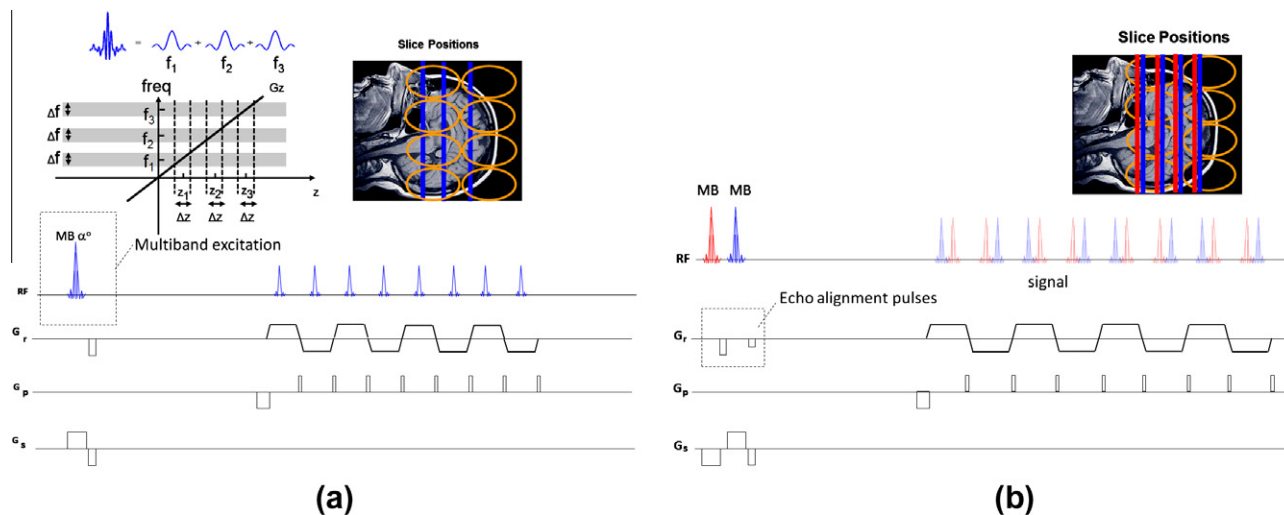 = + +
f1 f2 f3
freq
Gz
Δf
f3
Δf
f2
Δf
f1
z1 z2 z3 z
Δz Δz Δz
Slice Positions
MB αº
Multiband excitation
RF
Gr
Gp
Gs
(a)
Slice Positions
MB MB
RF
signal
Echo alignment pulses
Gr
Gp
Gs
(b)